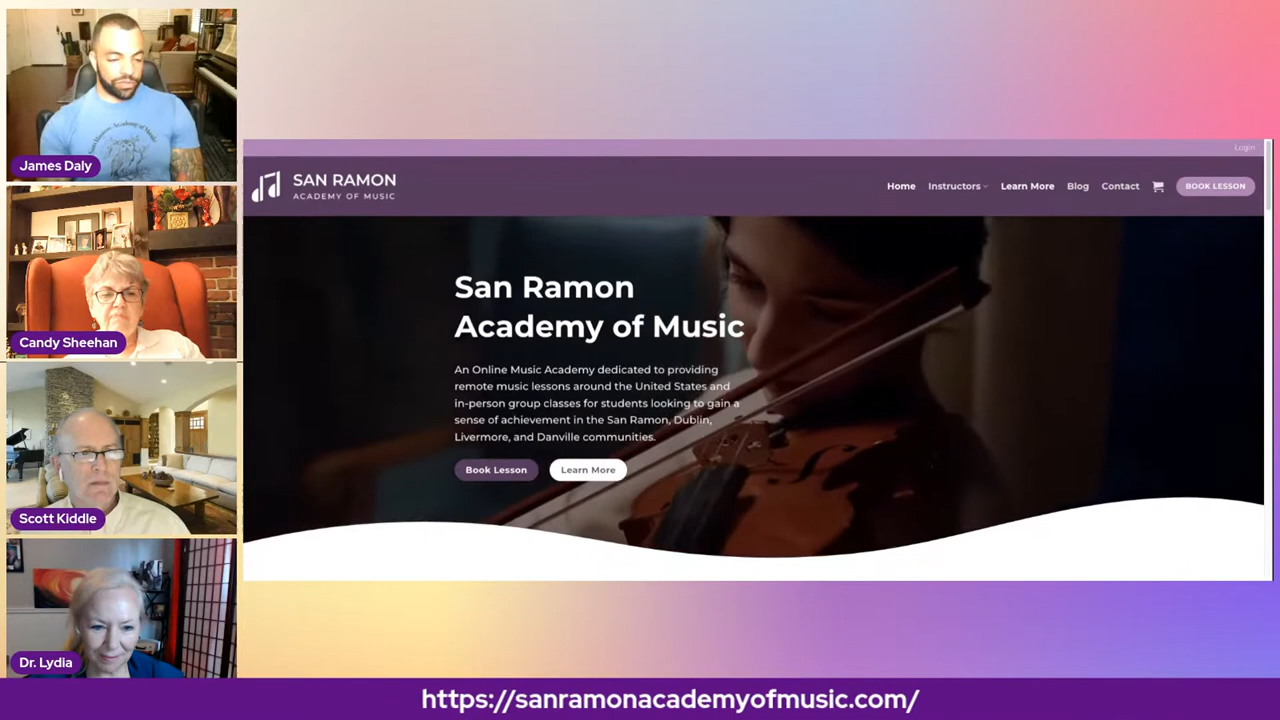 James Daly
Candy Sheehan
Scott Kiddle
Dr. Lydia
Login
SAN RAMON
ACADEMY OF MUSIC
Home
Instructors
Learn More
Blog
Contact
BOOK LESSON
San Ramon
Academy of Music
An Online Music Academy dedicated to providing
remote music lessons around the United States and
in-person group classes for students looking to gain a
sense of achievement in the San Ramon, Dublin,
Livermore, and Danville communities.
Book Lesson
Learn More
https://sanramonacademyofmusic.com/